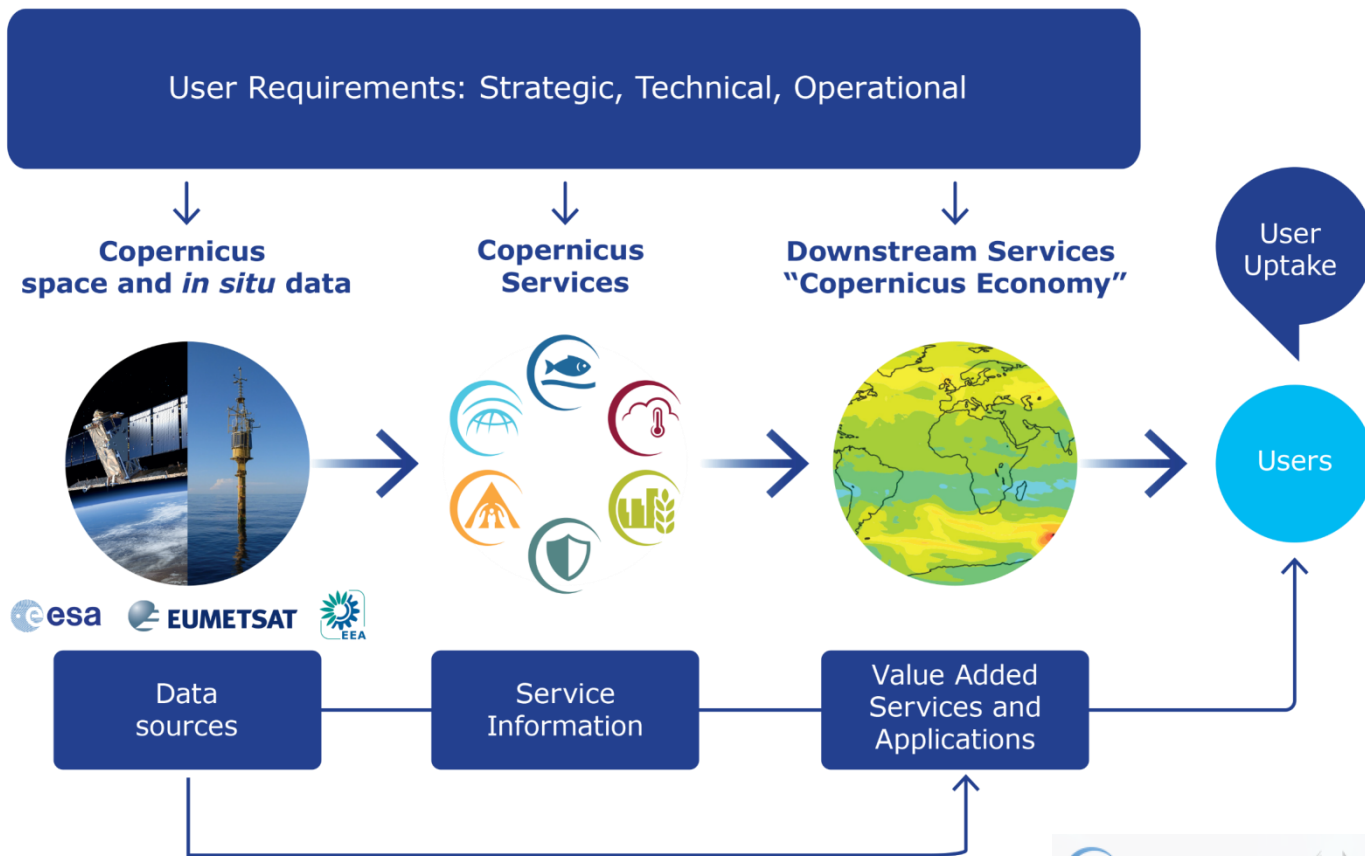 User Requirements: Strategic, Technical, Operational
Copernicus
space and in situ data
Copernicus
Services
Downstream Services
“Copernicus Economy”
User
Uptake
Users
esa
EUMETSAT
EEA
Data
sources
Service
Information
Value Added
Services and
Applications